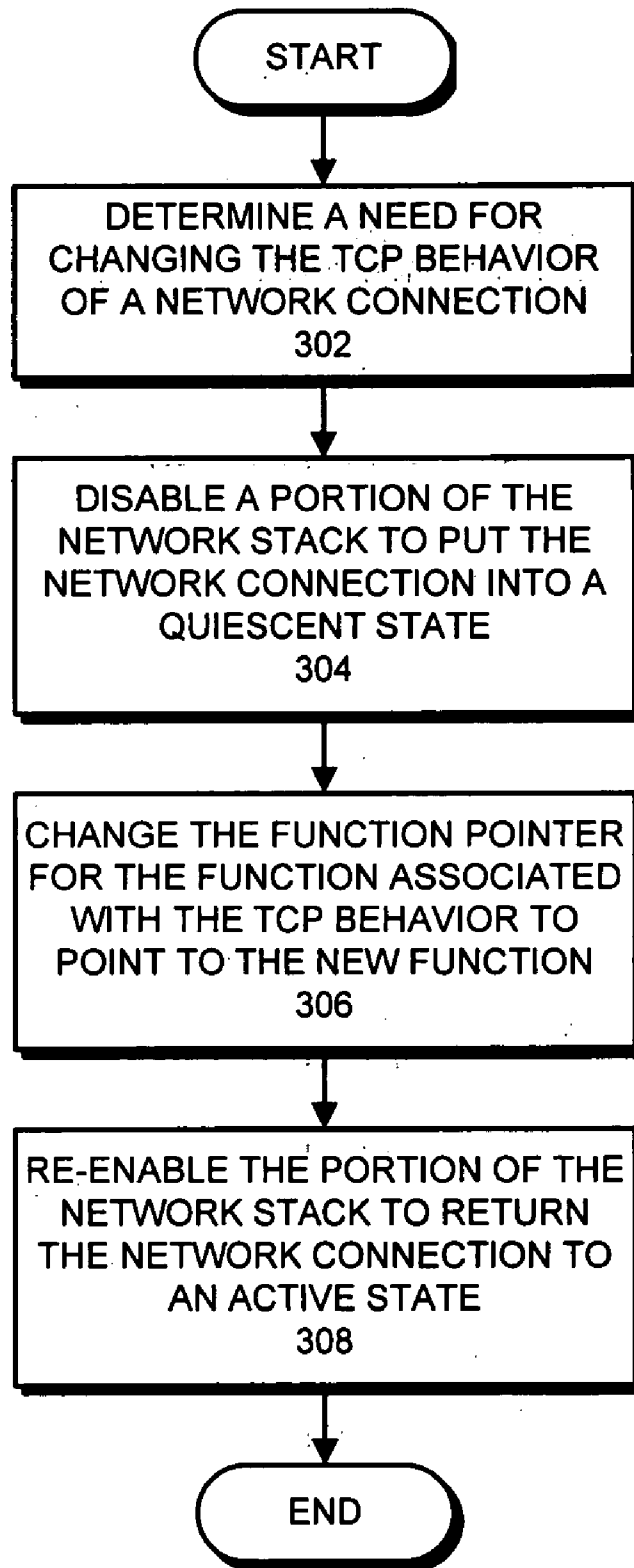 START
DETERMINE A NEED FOR
CHANGING THE TCP BEHAVIOR
OF A NETWORK CONNECTION
302
DISABLE A PORTION OF THE
NETWORK STACK TO PUT THE
NETWORK CONNECTION INTO A
QUIESCENT STATE
304
CHANGE THE FUNCTION POINTER
FOR THE FUNCTION ASSOCIATED
WITH THE TCP BEHAVIOR TO
POINT TO THE NEW FUNCTION
306
RE-ENABLE THE PORTION OF THE
NETWORK STACK TO RETURN
THE NETWORK CONNECTION TO
AN ACTIVE STATE
308
END